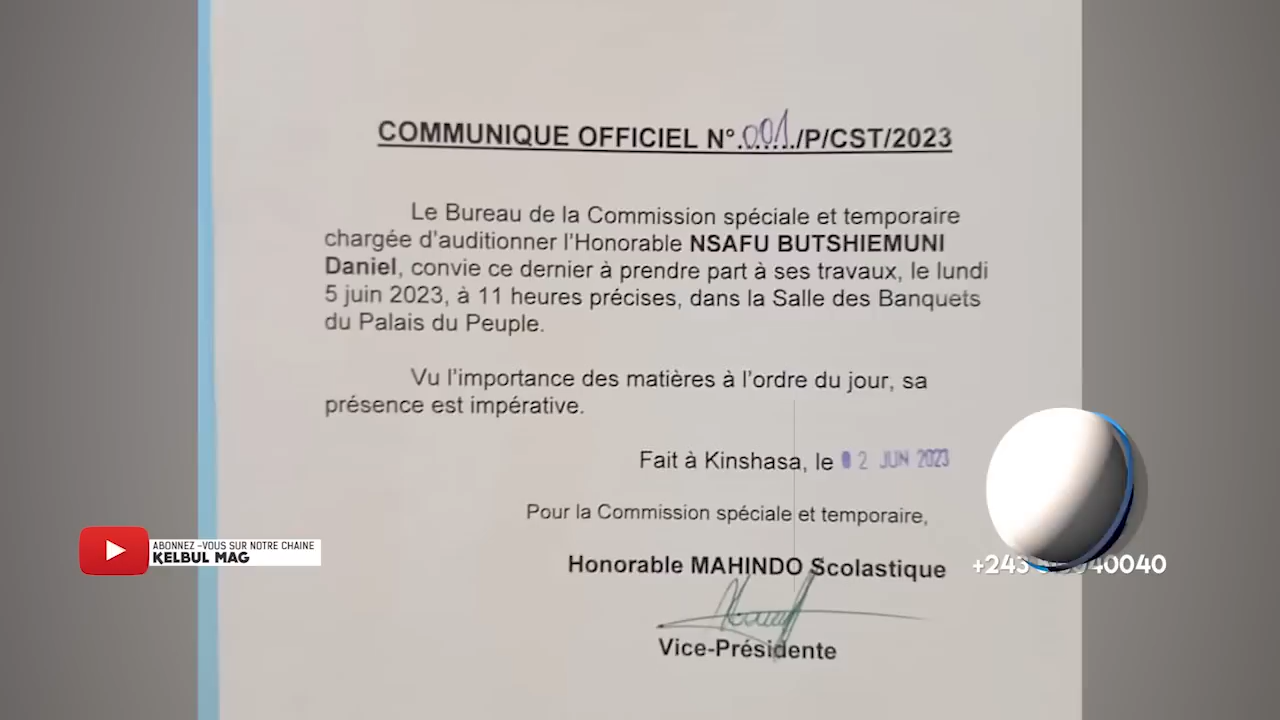 COMMUNIQUE OFFICIEL N°.001./P/CST/2023
Le Bureau de la Commission spéciale et temporaire
chargée d'auditionner l'Honorable NSAFU BUTSHIEMUNI
Daniel, convie ce dernier à prendre part à ses travaux, le lundi
5 juin 2023, à 11 heures précises, dans la Salle des Banquets
du Palais du Peuple.
Vu l'importance des matières à l'ordre du jour, sa
présence est impérative.
Fait à Kinshasa, le 02 JUN 2023
Pour la Commission spéciale et temporaire,
Honorable MAHINDO Scolastique
Vice-Présidente
ABONNEZ -VOUS SUR NOTRE CHAINE
KELBUL MAG
+243